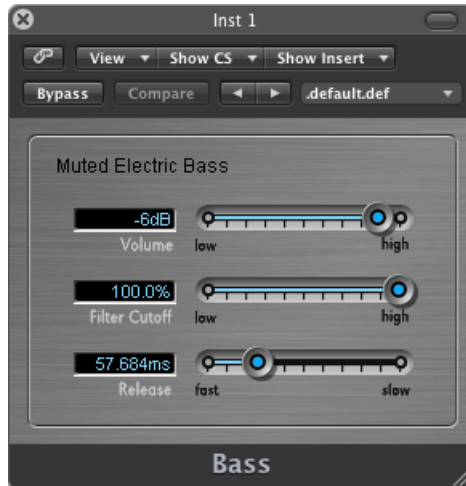 Inst 1
View Show CS Show Insert
Bypass Compare .default.def
Muted Electric Bass
-6dB
Volume low high
100.0%
Filter Cutoff low high
57.684ms
Release fast slow
Bass